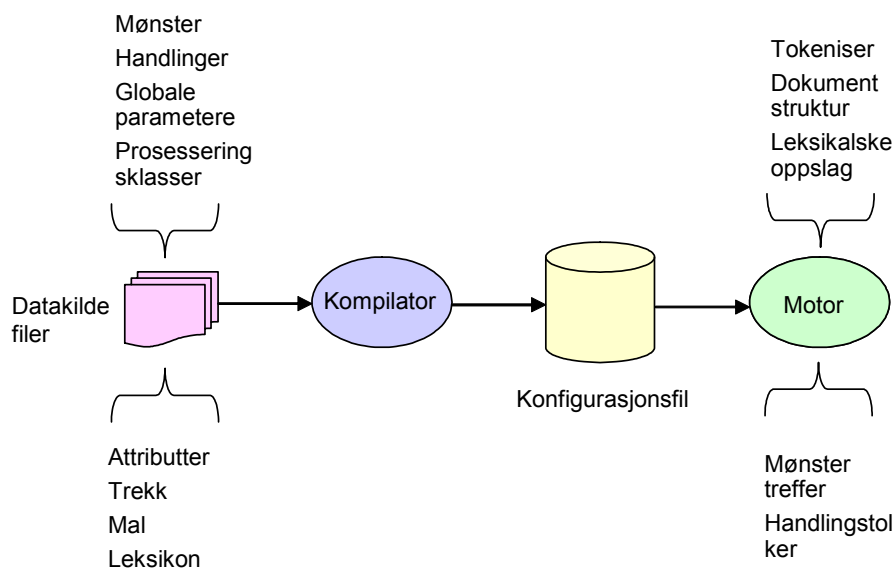 Mønster
Handlinger
Globale
parametere
Prosessering
sklasser
Tokeniser
Dokument
struktur
Leksikalske
oppslag
Datakilde
filer
Kompilator
Motor
Konfigurasjonsfil
Attributter
Trekk
Mal
Leksikon
Mønster
treffer
Handlingstol
ker